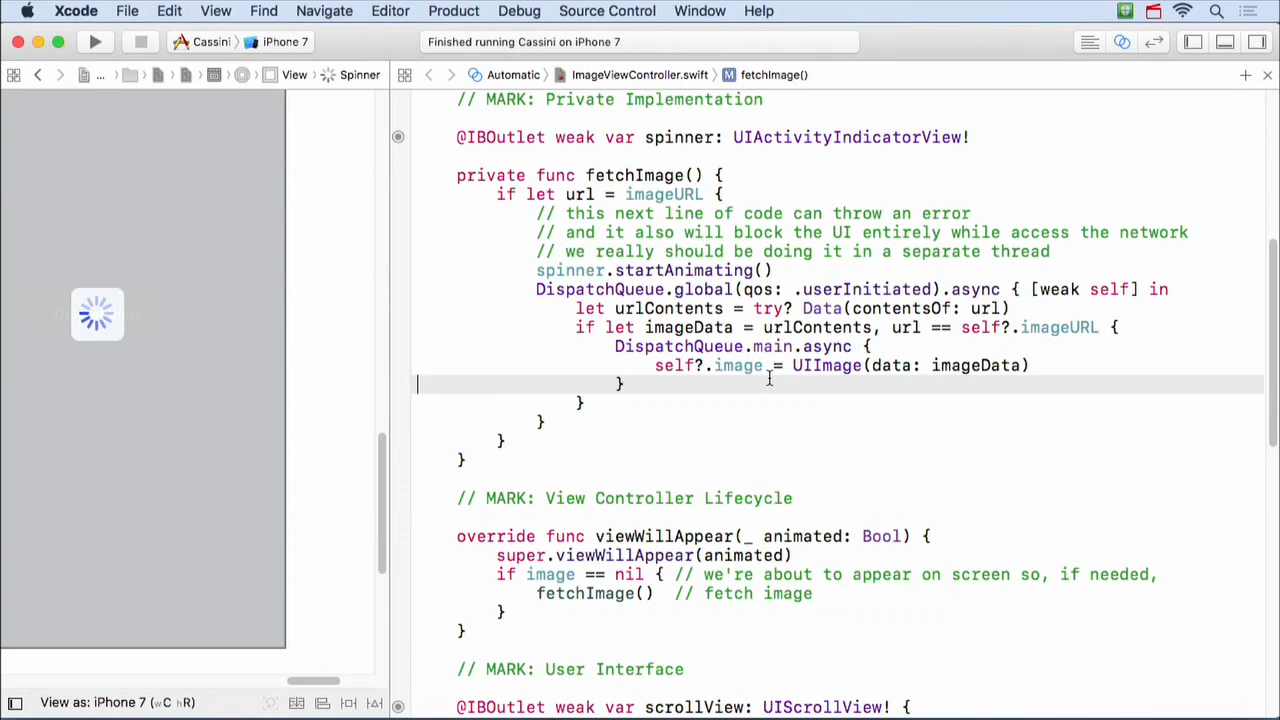 Xcode File Edit View Find Navigate Editor Product Debug Source Control Window Help
Cassini iPhone 7 Finished running Cassini on iPhone 7
... View Spinner Automatic ImageViewController.swift M fetchImage()
// MARK: Private Implementation
@IBOutlet weak var spinner: UIActivityIndicatorView!
private func fetchImage() {
if let url = imageURL {
// this next line of code can throw an error
// and it also will block the UI entirely while access the network
// we really should be doing it in a separate thread
spinner.startAnimating()
DispatchQueue.global(qos: .userInitiated).async { [weak self] in
let urlContents = try? Data(contentsOf: url)
if let imageData = urlContents, url == self?.imageURL {
DispatchQueue.main.async {
self?.image = UIImage(data: imageData)
}
}
}
}
}
// MARK: View Controller Lifecycle
override func viewWillAppear(_ animated: Bool) {
super.viewWillAppear(animated)
if image == nil { // we're about to appear on screen so, if needed,
fetchImage() // fetch image
}
}
// MARK: User Interface
@IBOutlet weak var scrollView: UIScrollView! {
View as: iPhone 7 (wC hR)